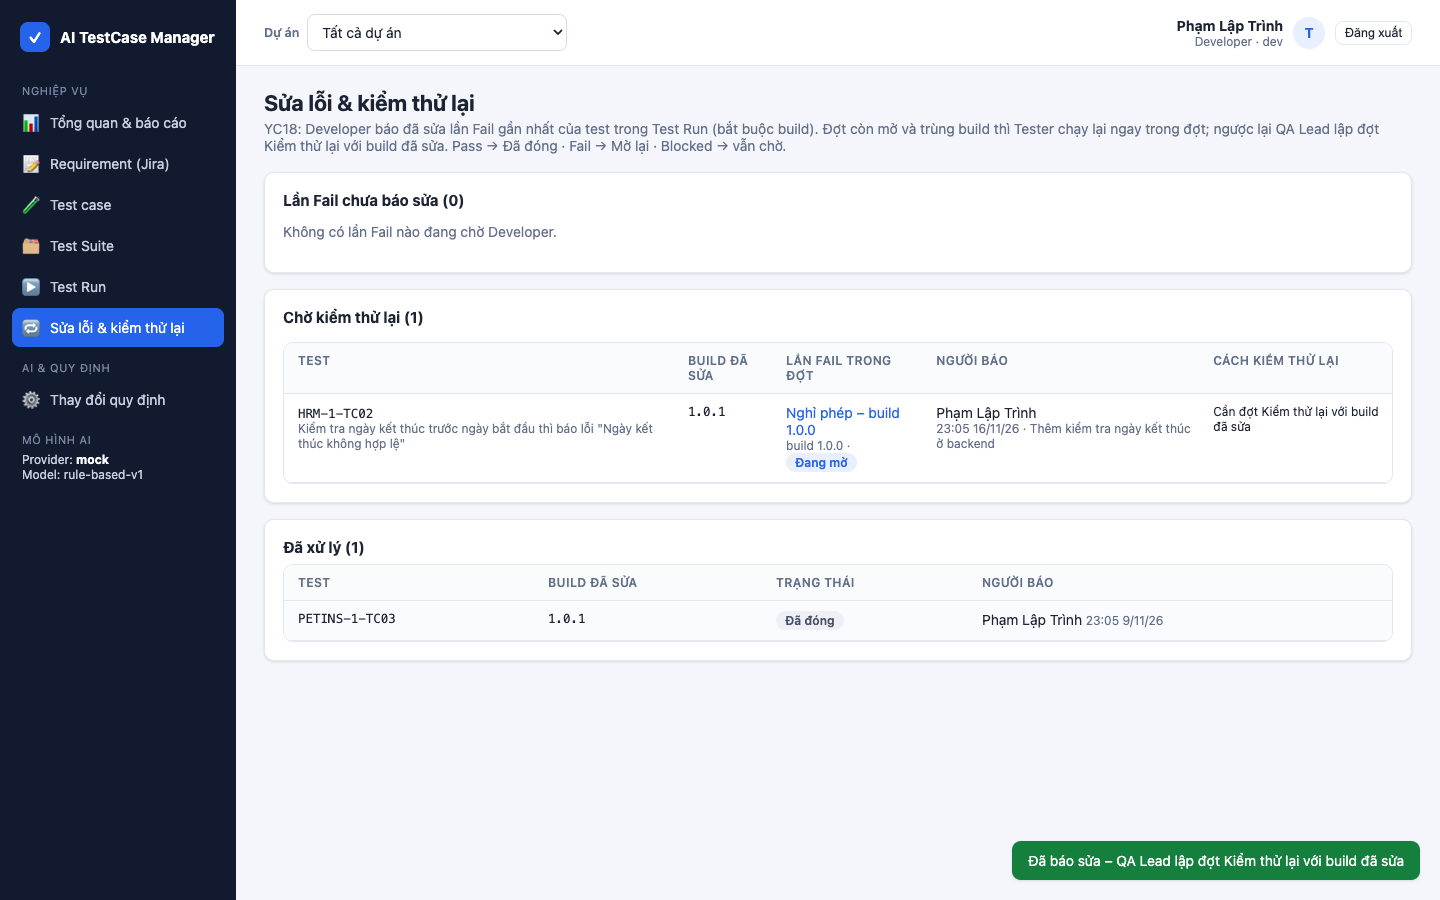 AI TestCase Manager
NGHIỆP VỤ
Tổng quan & báo cáo
Requirement (Jira)
Test case
Test Suite
Test Run
Sửa lỗi & kiểm thử lại
AI & QUY ĐỊNH
Thay đổi quy định
MÔ HÌNH AI
Provider: mock
Model: rule-based-v1
Dự án
Tất cả dự án
Phạm Lập Trình
Developer · dev
T
Đăng xuất
Sửa lỗi & kiểm thử lại
YC18: Developer báo đã sửa lần Fail gần nhất của test trong Test Run (bắt buộc build). Đợt còn mở và trùng build thì Tester chạy lại ngay trong đợt; ngược lại QA Lead lập đợt
Kiểm thử lại với build đã sửa. Pass → Đã đóng · Fail → Mở lại · Blocked → vẫn chờ.
Lần Fail chưa báo sửa (0)
Không có lần Fail nào đang chờ Developer.
Chờ kiểm thử lại (1)
TEST
BUILD ĐÃ
SỬA
LẦN FAIL TRONG
ĐỢT
NGƯỜI BÁO
CÁCH KIỂM THỬ LẠI
HRM-1-TC02
Kiểm tra ngày kết thúc trước ngày bắt đầu thì báo lỗi "Ngày kết
thúc không hợp lệ"
1.0.1
Nghỉ phép – build
1.0.0
build 1.0.0 ·
Đang mở
Phạm Lập Trình
23:05 16/11/26 · Thêm kiểm tra ngày kết thúc
ở backend
Cần đợt Kiểm thử lại với build
đã sửa
Đã xử lý (1)
TEST
BUILD ĐÃ SỬA
TRẠNG THÁI
NGƯỜI BÁO
PETINS-1-TC03
1.0.1
Đã đóng
Phạm Lập Trình 23:05 9/11/26
Đã báo sửa – QA Lead lập đợt Kiểm thử lại với build đã sửa